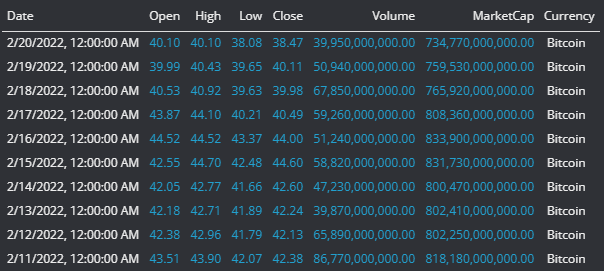 Date Open High Low Close Volume MarketCap Currency
2/20/2022, 12:00:00 AM 40.10 40.10 38.08 38.47 39,950,000,000.00 734,770,000,000.00 Bitcoin
2/19/2022, 12:00:00 AM 39.99 40.43 39.65 40.11 50,940,000,000.00 759,530,000,000.00 Bitcoin
2/18/2022, 12:00:00 AM 40.53 40.92 39.63 39.98 67,850,000,000.00 765,920,000,000.00 Bitcoin
2/17/2022, 12:00:00 AM 43.87 44.10 40.21 40.49 59,260,000,000.00 808,360,000,000.00 Bitcoin
2/16/2022, 12:00:00 AM 44.52 44.52 43.37 44.00 51,240,000,000.00 833,900,000,000.00 Bitcoin
2/15/2022, 12:00:00 AM 42.55 44.70 42.48 44.60 58,820,000,000.00 831,730,000,000.00 Bitcoin
2/14/2022, 12:00:00 AM 42.05 42.77 41.66 42.60 47,230,000,000.00 800,470,000,000.00 Bitcoin
2/13/2022, 12:00:00 AM 42.18 42.71 41.89 42.24 39,870,000,000.00 802,410,000,000.00 Bitcoin
2/12/2022, 12:00:00 AM 42.38 42.96 41.79 42.13 65,890,000,000.00 802,250,000,000.00 Bitcoin
2/11/2022, 12:00:00 AM 43.51 43.90 42.07 42.38 86,770,000,000.00 818,180,000,000.00 Bitcoin